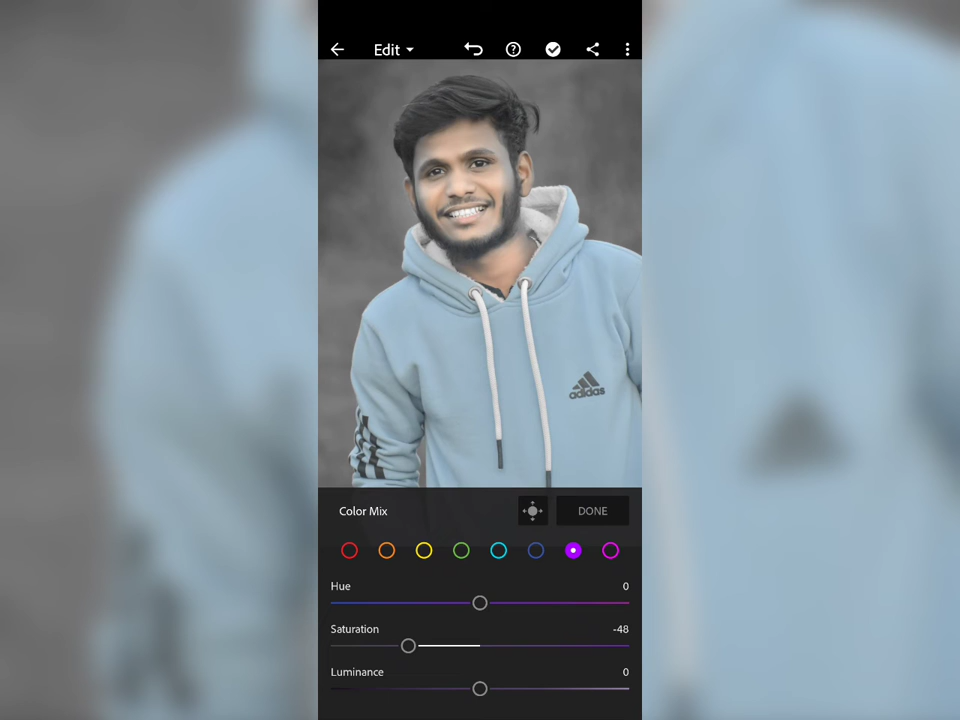 Edit
Color Mix
DONE
Hue 0
Saturation -48
Luminance 0
adidas